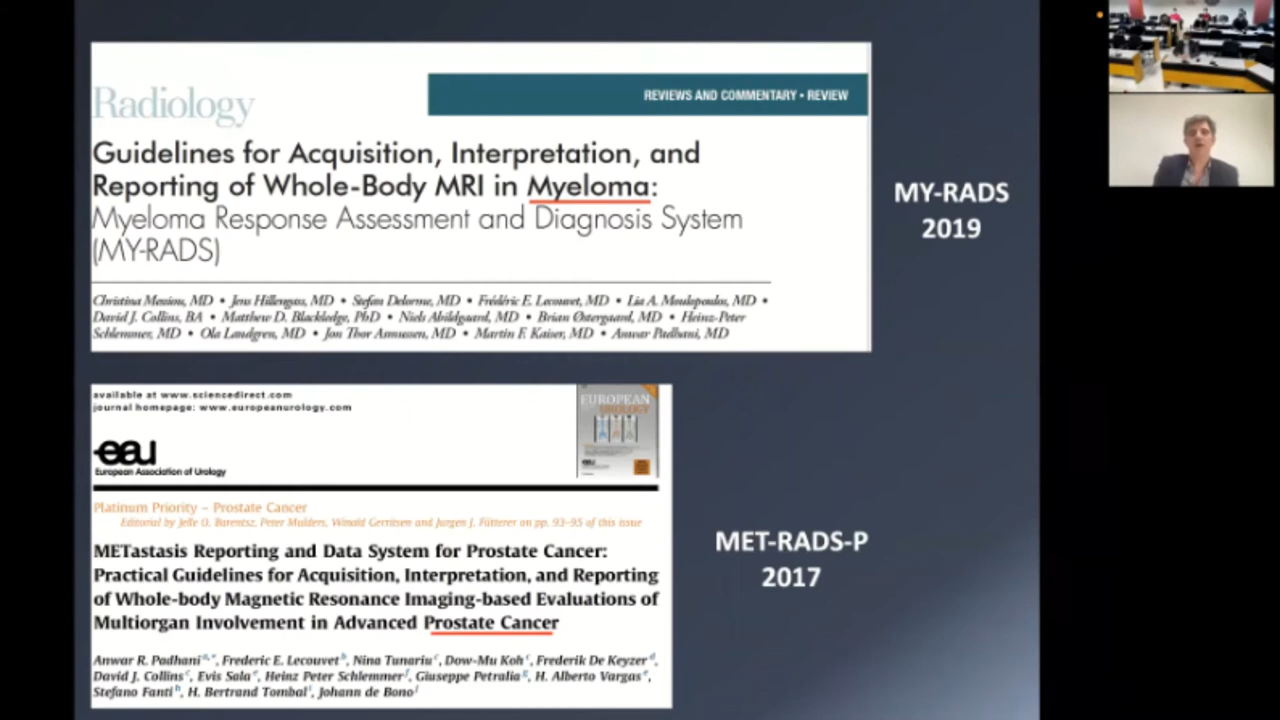 Radiology
REVIEWS AND COMMENTARY • REVIEW
Guidelines for Acquisition, Interpretation, and
Reporting of Whole-Body MRI in Myeloma:
Myeloma Response Assessment and Diagnosis System
(MY-RADS)
Christina Messiou, MD • Jens Hillengass, MD • Stefan Delorme, MD • Frédéric E. Lecouvet, MD • Lia A. Moulopoulos, MD •
David J. Collins, BA • Matthew D. Blackledge, PhD • Niels Abildgaard, MD • Brian Østergaard, MD • Heinz-Peter
Schlemmer, MD • Ola Landgren, MD • Jon Thor Asmussen, MD • Martin F. Kaiser, MD • Anwar Padhani, MD
MY-RADS
2019
available at www.sciencedirect.com
journal homepage: www.europeanurology.com
EUROPEAN
UROLOGY
eau
European Association of Urology
Platinum Priority – Prostate Cancer
Editorial by Jelle O. Barentsz, Peter Mulders, Winald Gerritsen and Jurgen J. Fütterer on pp. 93–95 of this issue
METastasis Reporting and Data System for Prostate Cancer:
Practical Guidelines for Acquisition, Interpretation, and Reporting
of Whole-body Magnetic Resonance Imaging-based Evaluations of
Multiorgan Involvement in Advanced Prostate Cancer
Anwar R. Padhani, Frederic E. Lecouvet, Nina Tunariu, Dow-Mu Koh, Frederik De Keyzer,
David J. Collins, Evis Sala, Heinz Peter Schlemmer, Giuseppe Petralia, H. Alberto Vargas,
Stefano Fanti, H. Bertrand Tombal, Johann de Bono
MET-RADS-P
2017